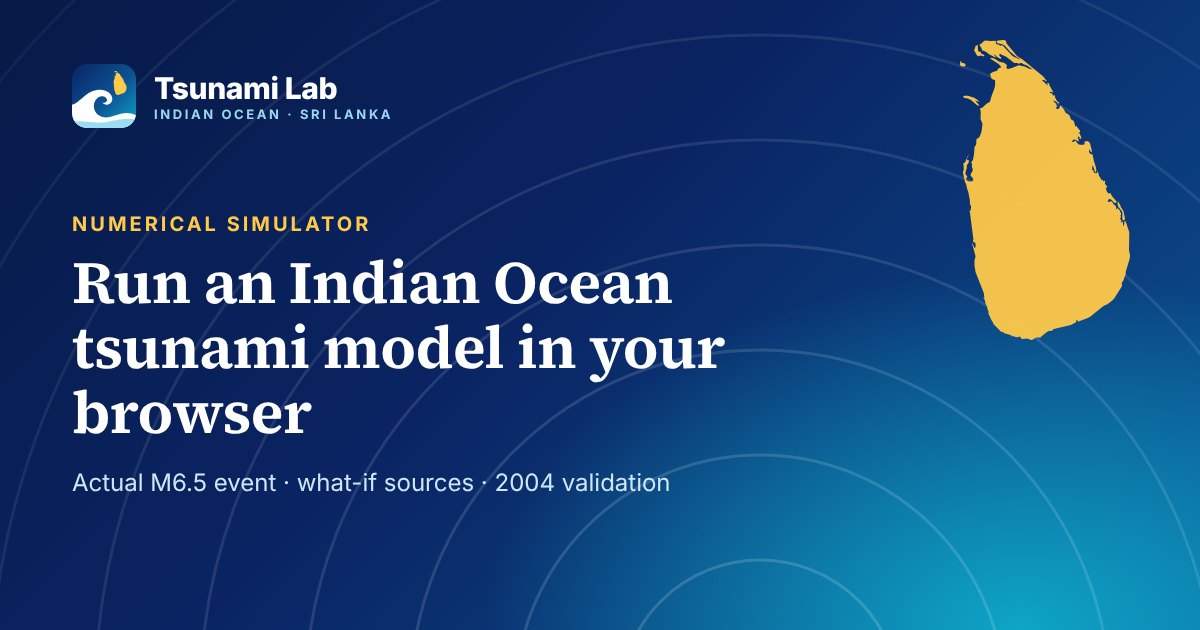 Tsunami Lab
INDIAN OCEAN · SRI LANKA
NUMERICAL SIMULATOR
Run an Indian Ocean
tsunami model in your
browser
Actual M6.5 event · what-if sources · 2004 validation